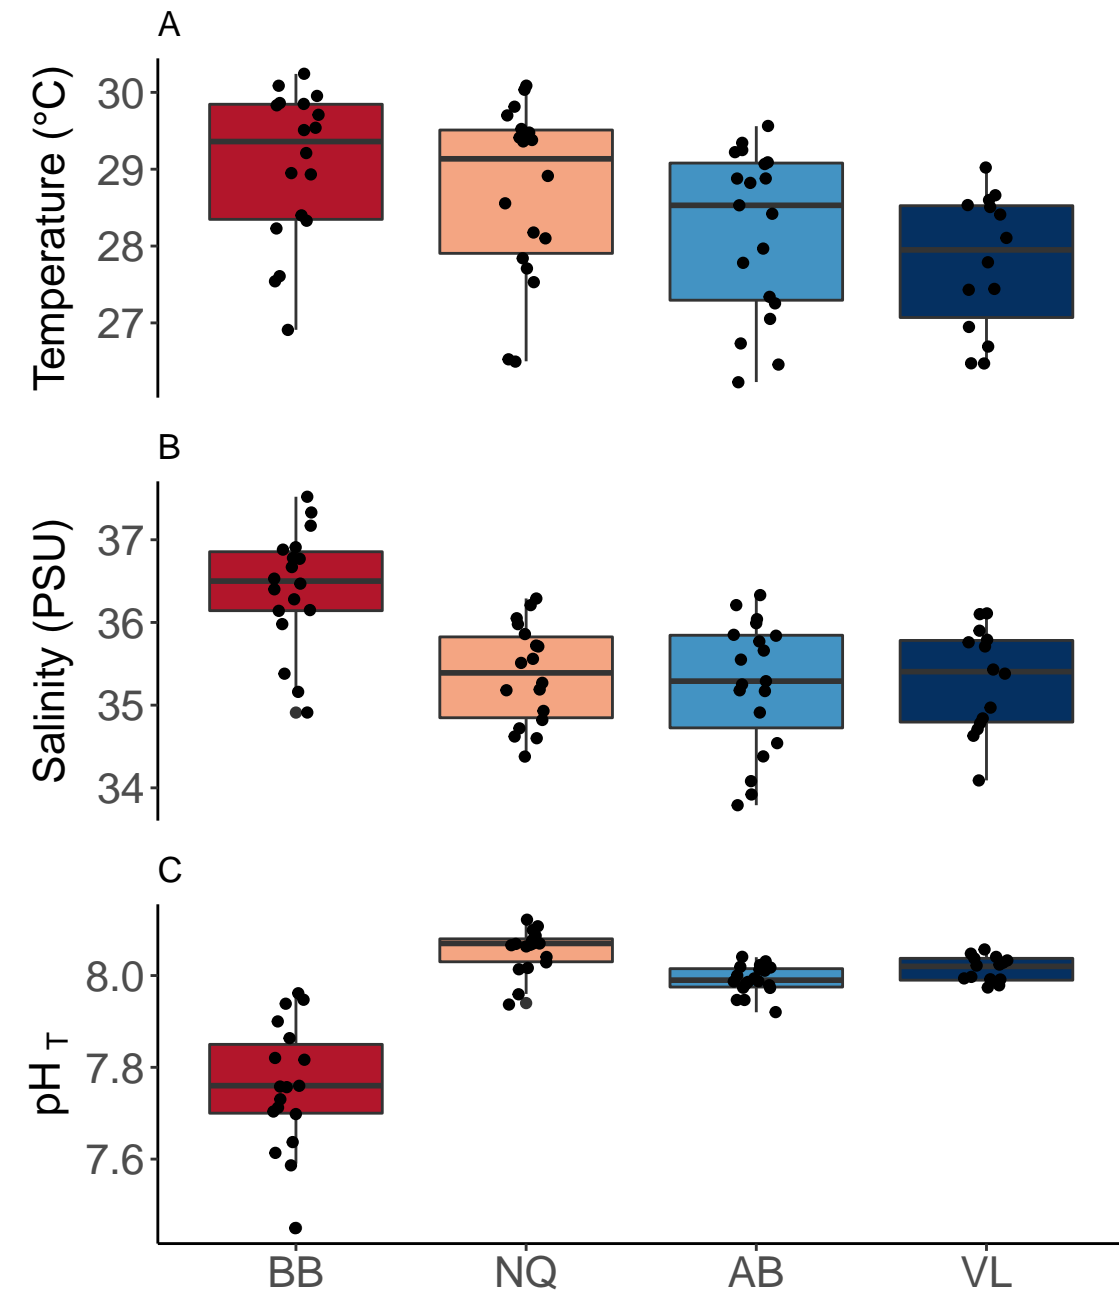 A
Temperature (°C)
30
29
28
27
B
Salinity (PSU)
37
36
35
34
C
pH T
8.0
7.8
7.6
BB NQ AB VL